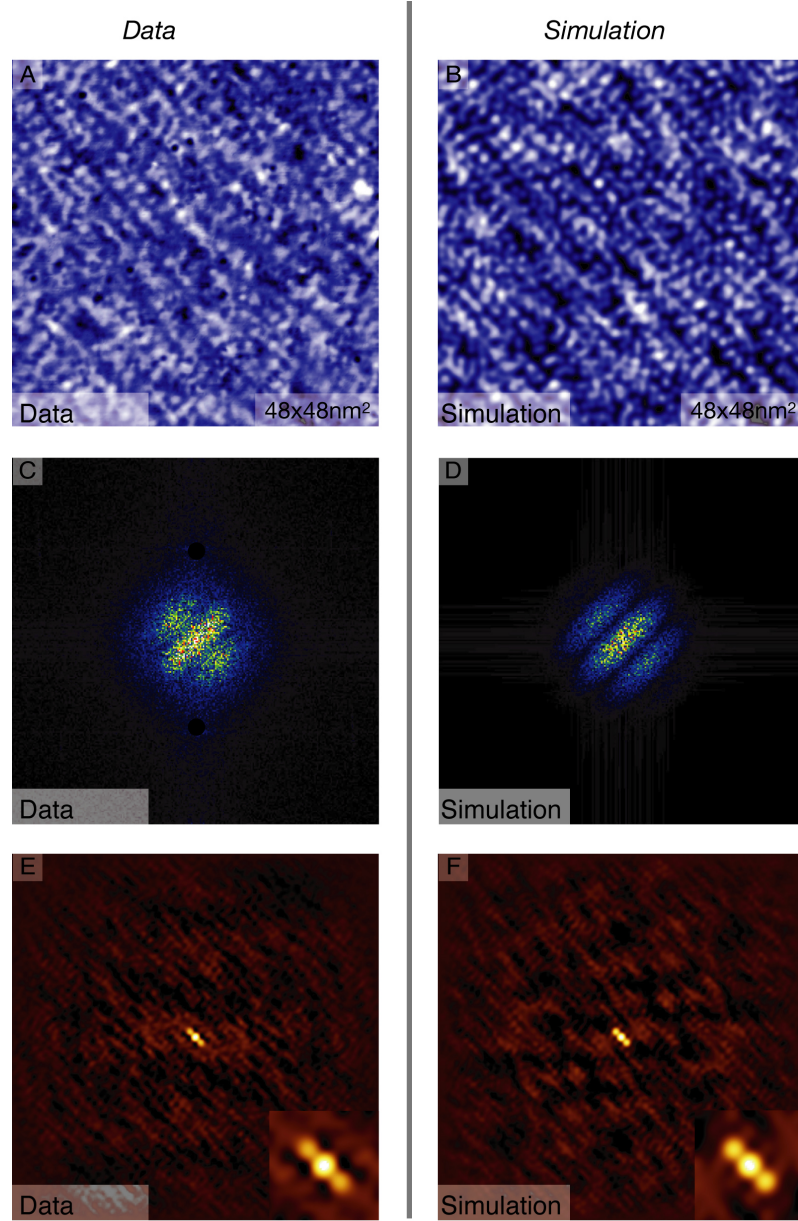 Data
Simulation
A
B
Data
48x48nm²
Simulation
48x48nm²
C
D
Data
Simulation
E
F
Data
Simulation